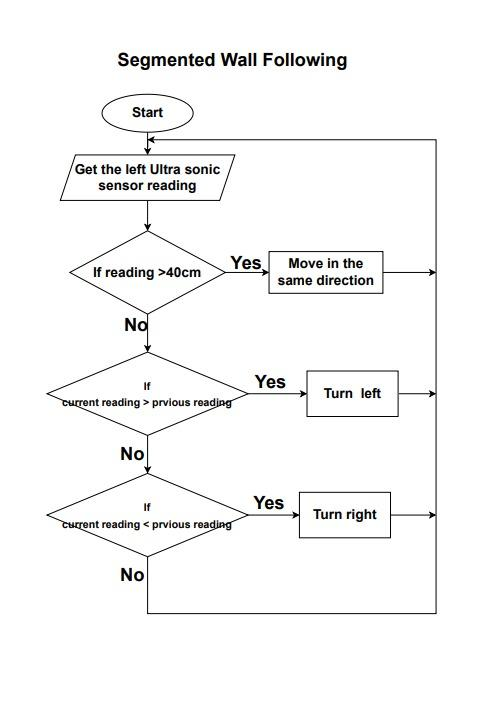 Segmented Wall Following
Start
Get the left Ultra sonic
sensor reading
If reading >40cm
Yes
Move in the
same direction
No
If
current reading > prvious reading
Yes
Turn left
No
If
current reading < prvious reading
Yes
Turn right
No